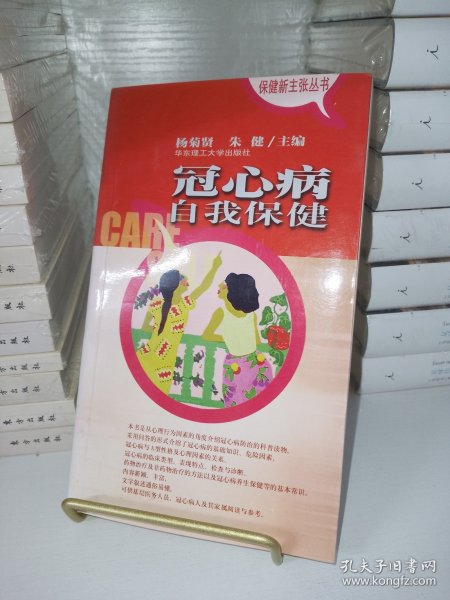 保健新主张丛书
杨菊贤 朱 健/主编
华东理工大学出版社
冠心病
自我保健
CARE
本书是从心理行为因素的角度介绍冠心病防治的科普读物。
采用问答的形式介绍了冠心病的基础知识、危险因素、
冠心病与A型性格及心理因素的关系、
冠心病的临床类型、表现特点、检查与诊断、
药物治疗及非药物治疗的方法以及冠心病养生保健等的基本常识。
内容新颖、丰富,
文字叙述通俗易懂,
可供基层医务人员、冠心病人及其家属阅读与参考。
孔夫子旧书网
www.kongfz.com